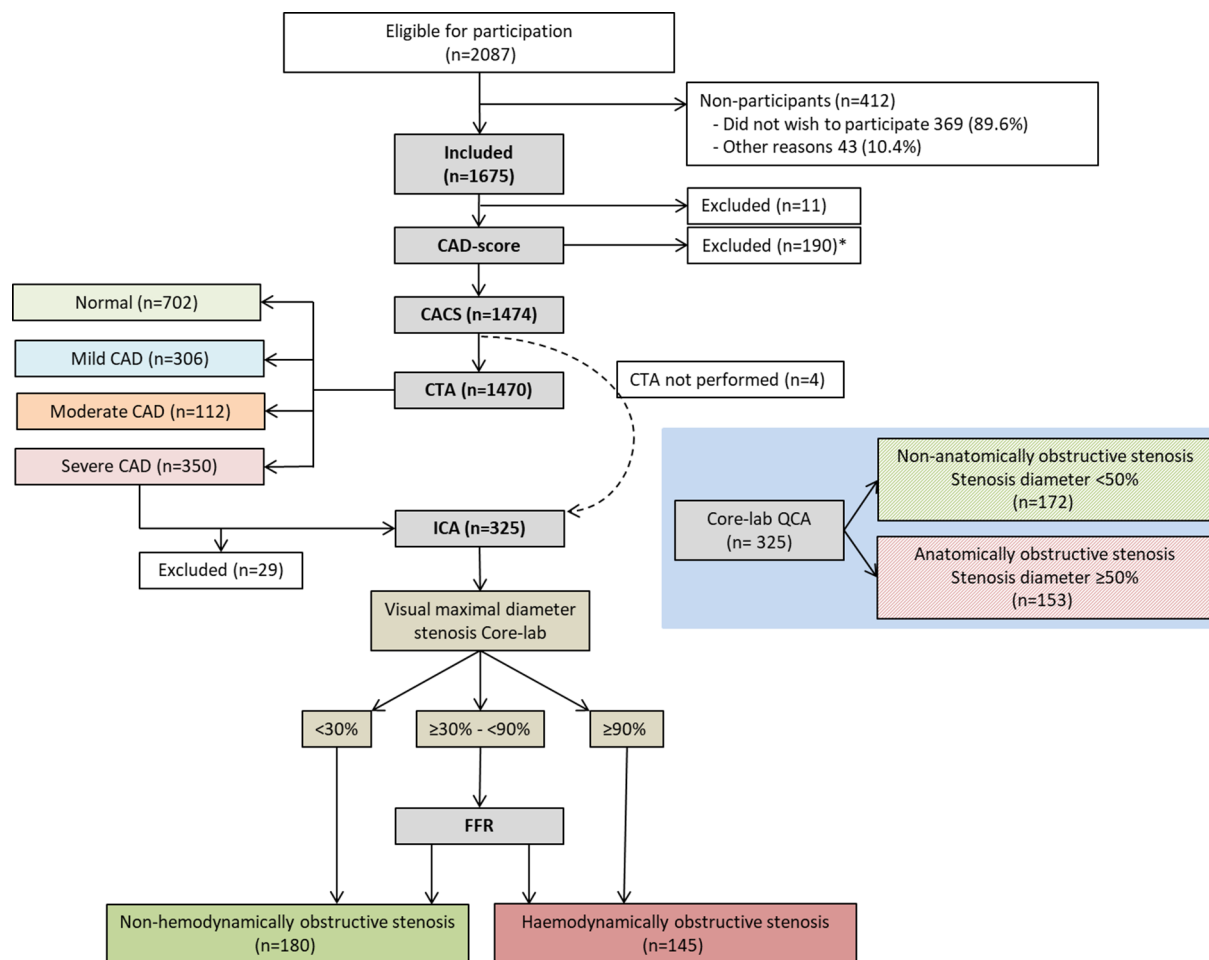 Eligible for participation
(n=2087)
Non-participants (n=412)
- Did not wish to participate 369 (89.6%)
- Other reasons 43 (10.4%)
Included
(n=1675)
Excluded (n=11)
CAD-score
Excluded (n=190)*
Normal (n=702)
CACS (n=1474)
Mild CAD (n=306)
CTA (n=1470)
CTA not performed (n=4)
Moderate CAD (n=112)
Severe CAD (n=350)
ICA (n=325)
Excluded (n=29)
Core-lab QCA
(n= 325)
Non-anatomically obstructive stenosis
Stenosis diameter <50%
(n=172)
Anatomically obstructive stenosis
Stenosis diameter ≥50%
(n=153)
Visual maximal diameter
stenosis Core-lab
<30%
≥30% - <90%
≥90%
FFR
Non-hemodynamically obstructive stenosis
(n=180)
Haemodynamically obstructive stenosis
(n=145)